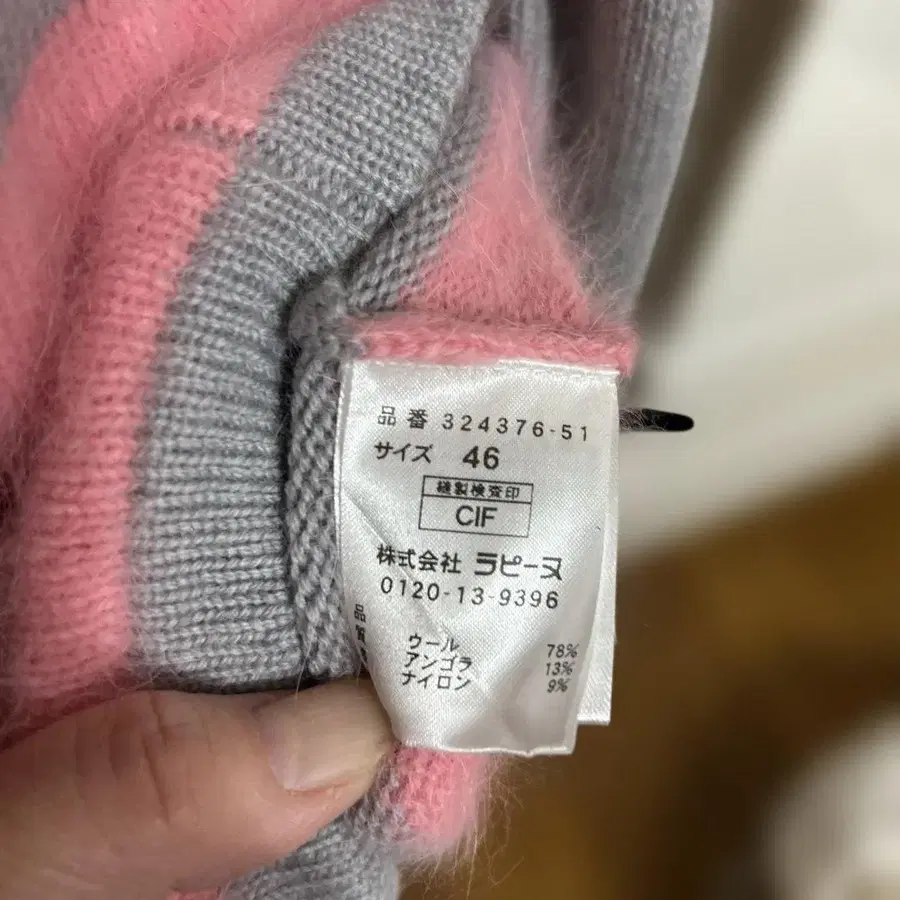 品番 324376-51
サイズ 46
縫製検査印
CIF
株式会社 ラピーヌ
0120-13-9396
品質
ウール 78%
アンゴラ 13%
ナイロン 9%